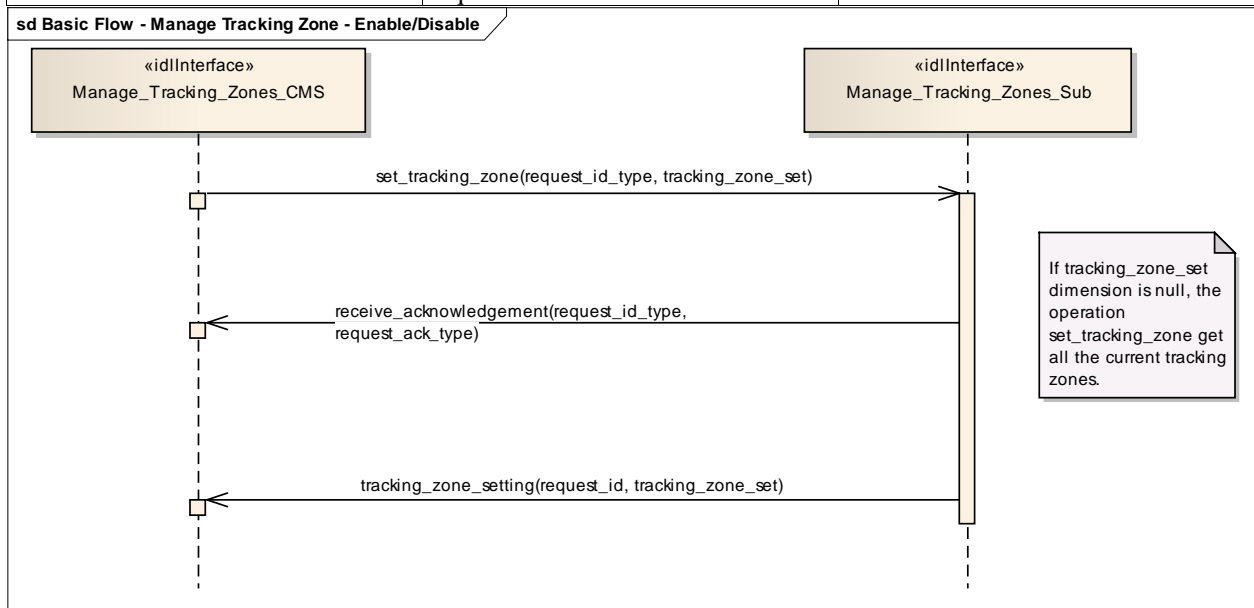 sd Basic Flow - Manage Tracking Zone - Enable/Disable
«idlInterface»
Manage_Tracking_Zones_CMS
«idlInterface»
Manage_Tracking_Zones_Sub
set_tracking_zone(request_id_type, tracking_zone_set)
If tracking_zone_set
dimension is null, the
operation
set_tracking_zone get
all the current tracking
zones.
receive_acknowledgement(request_id_type,
request_ack_type)
tracking_zone_setting(request_id, tracking_zone_set)